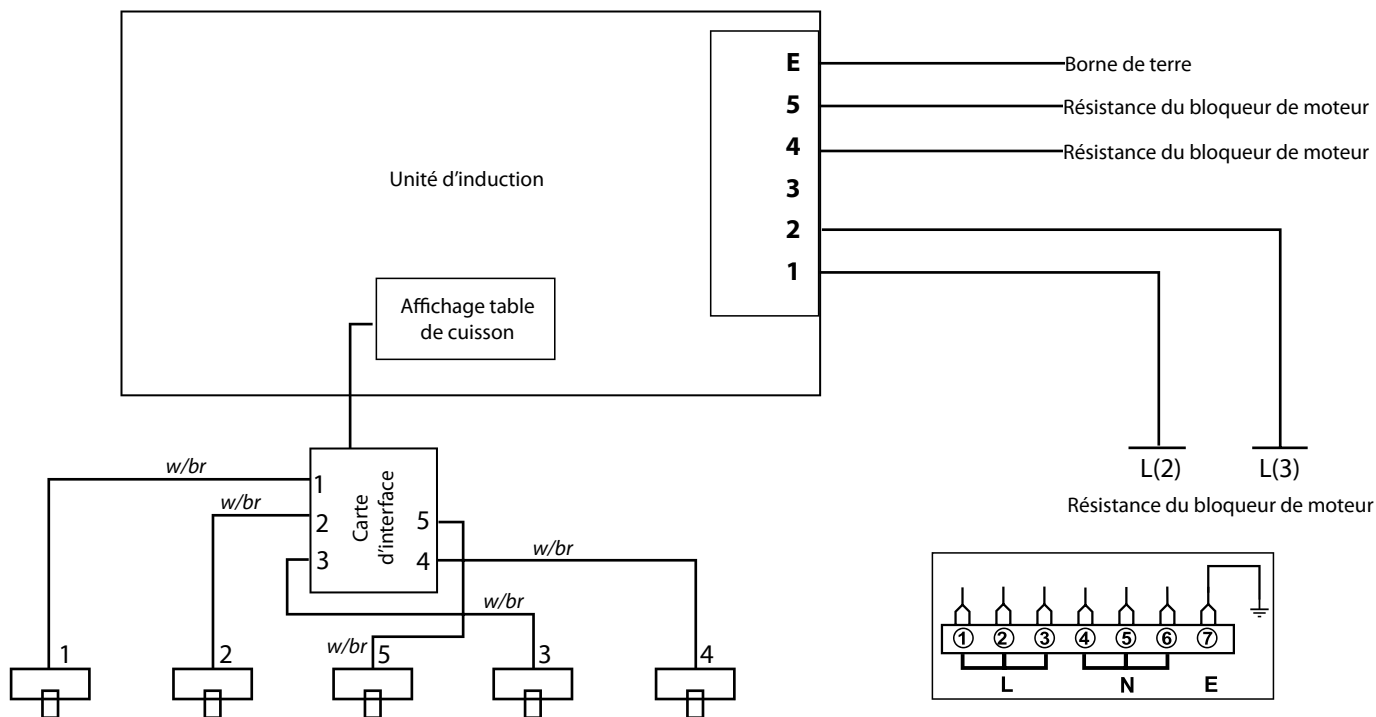 E
Borne de terre
5
Résistance du bloqueur de moteur
4
Résistance du bloqueur de moteur
Unité d’induction
3
2
1
Affichage table
de cuisson
L(2)
L(3)
Résistance du bloqueur de moteur
w/br
1
w/br
2
3
Carte
d’interface
5
4
w/br
w/br
w/br
1
2
5
3
4
1
2
3
4
5
6
7
L
N
E